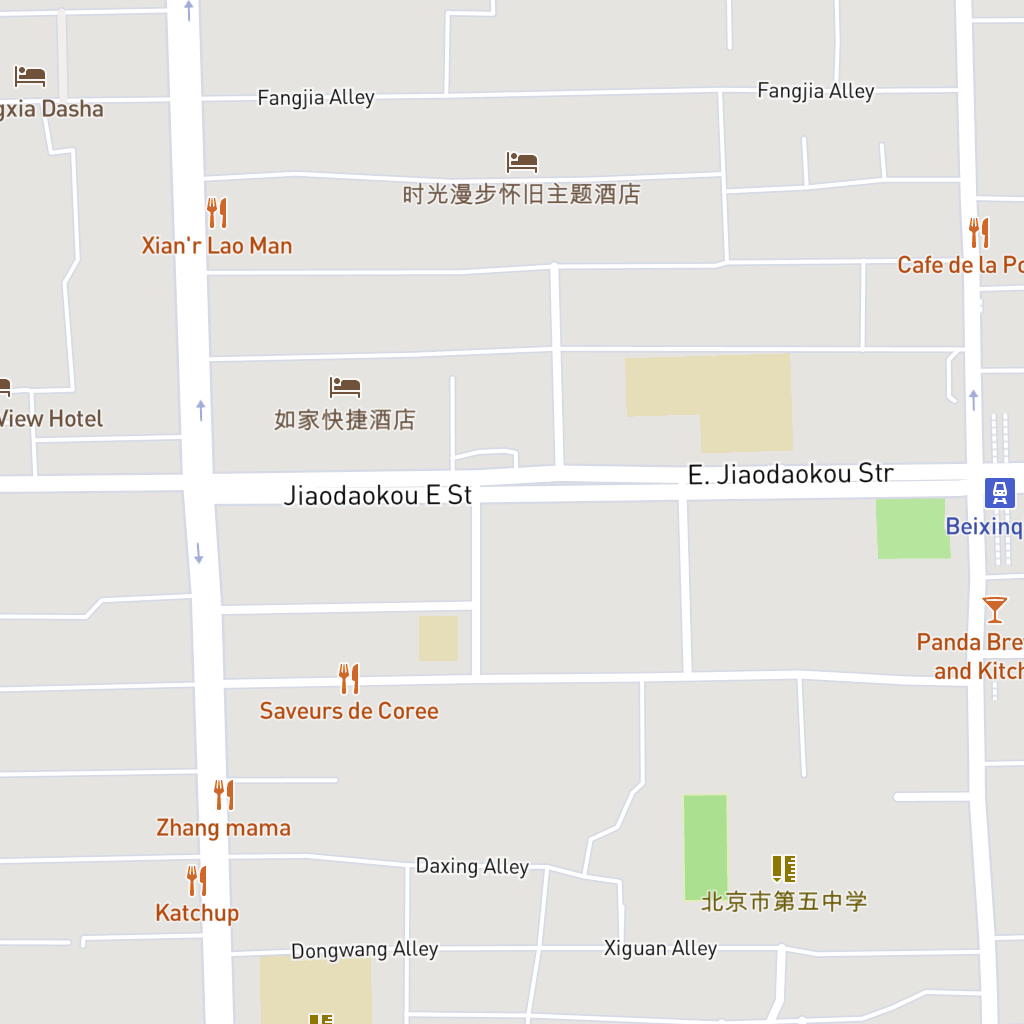 Fangjia Alley
Fangjia Alley
gxia Dasha
时光漫步怀旧主题酒店
Xian'r Lao Man
Cafe de la Po
View Hotel
如家快捷酒店
E. Jiaodaokou Str
Jiaodaokou E St
Beixinq
Panda Bre
and Kitch
Saveurs de Coree
Zhang mama
Daxing Alley
北京市第五中学
Katchup
Dongwang Alley
Xiguan Alley